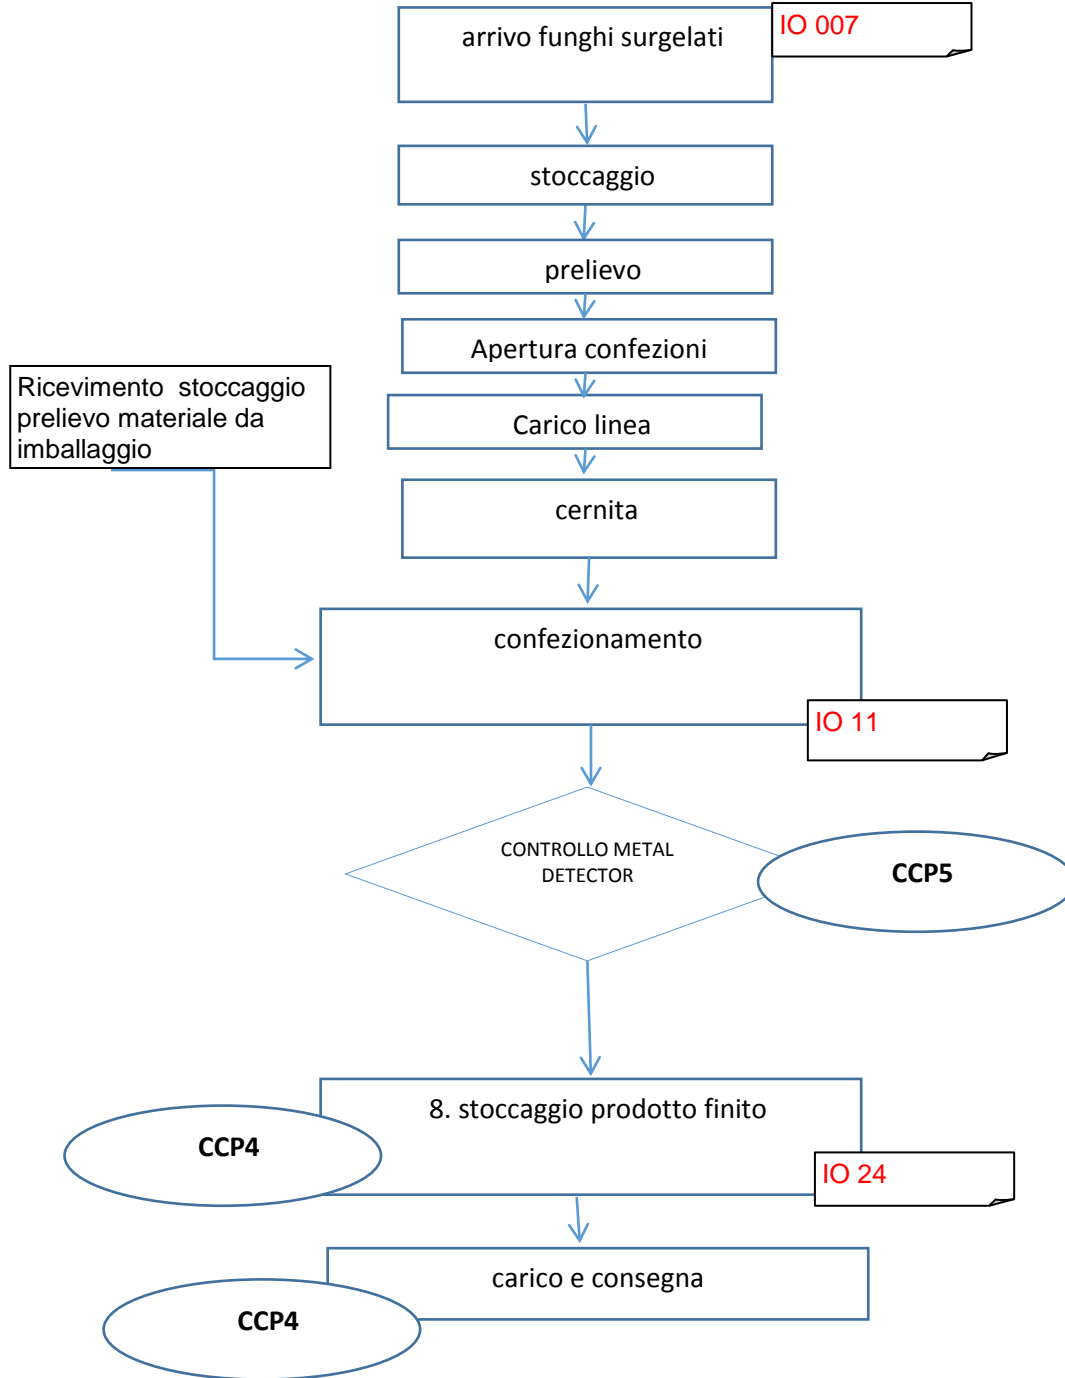 arrivo funghi surgelati
IO 007
stoccaggio
prelievo
Apertura confezioni
Ricevimento  stoccaggio
prelievo materiale da
imballaggio
Carico linea
cernita
confezionamento
IO 11
CONTROLLO METAL
DETECTOR
CCP5
8. stoccaggio prodotto finito
CCP4
IO 24
carico e consegna
CCP4